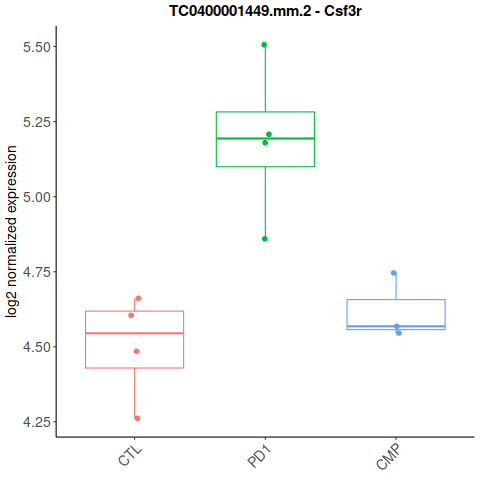 TC0400001449.mm.2 - Csf3r
log2 normalized expression
5.50
5.25
5.00
4.75
4.50
4.25
CTL
PD1
CMP